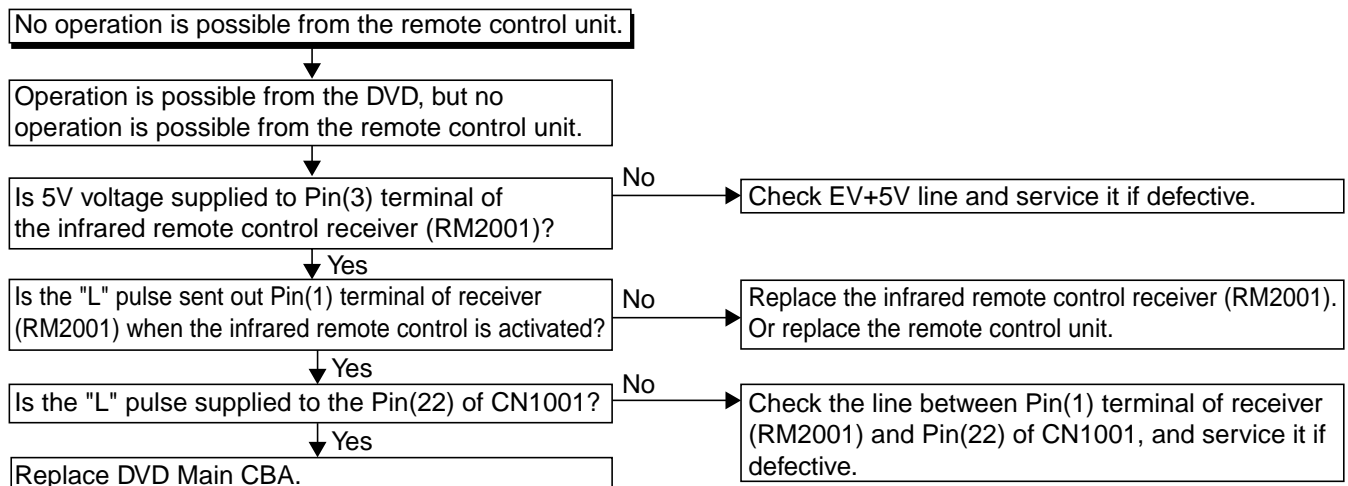 No operation is possible from the remote control unit.
Operation is possible from the DVD, but no
operation is possible from the remote control unit.
Is 5V voltage supplied to Pin(3) terminal of
the infrared remote control receiver (RM2001)?
No
Check EV+5V line and service it if defective.
Yes
Is the "L" pulse sent out Pin(1) terminal of receiver
(RM2001) when the infrared remote control is activated?
No
Replace the infrared remote control receiver (RM2001).
Or replace the remote control unit.
Yes
Is the "L" pulse supplied to the Pin(22) of CN1001?
No
Check the line between Pin(1) terminal of receiver
(RM2001) and Pin(22) of CN1001, and service it if
defective.
Yes
Replace DVD Main CBA.